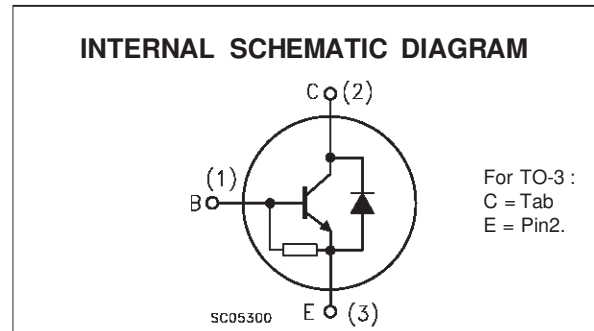 INTERNAL SCHEMATIC DIAGRAM
C (2)
(1)
B
For TO-3 :
C = Tab
E = Pin2.
SC05300
E (3)